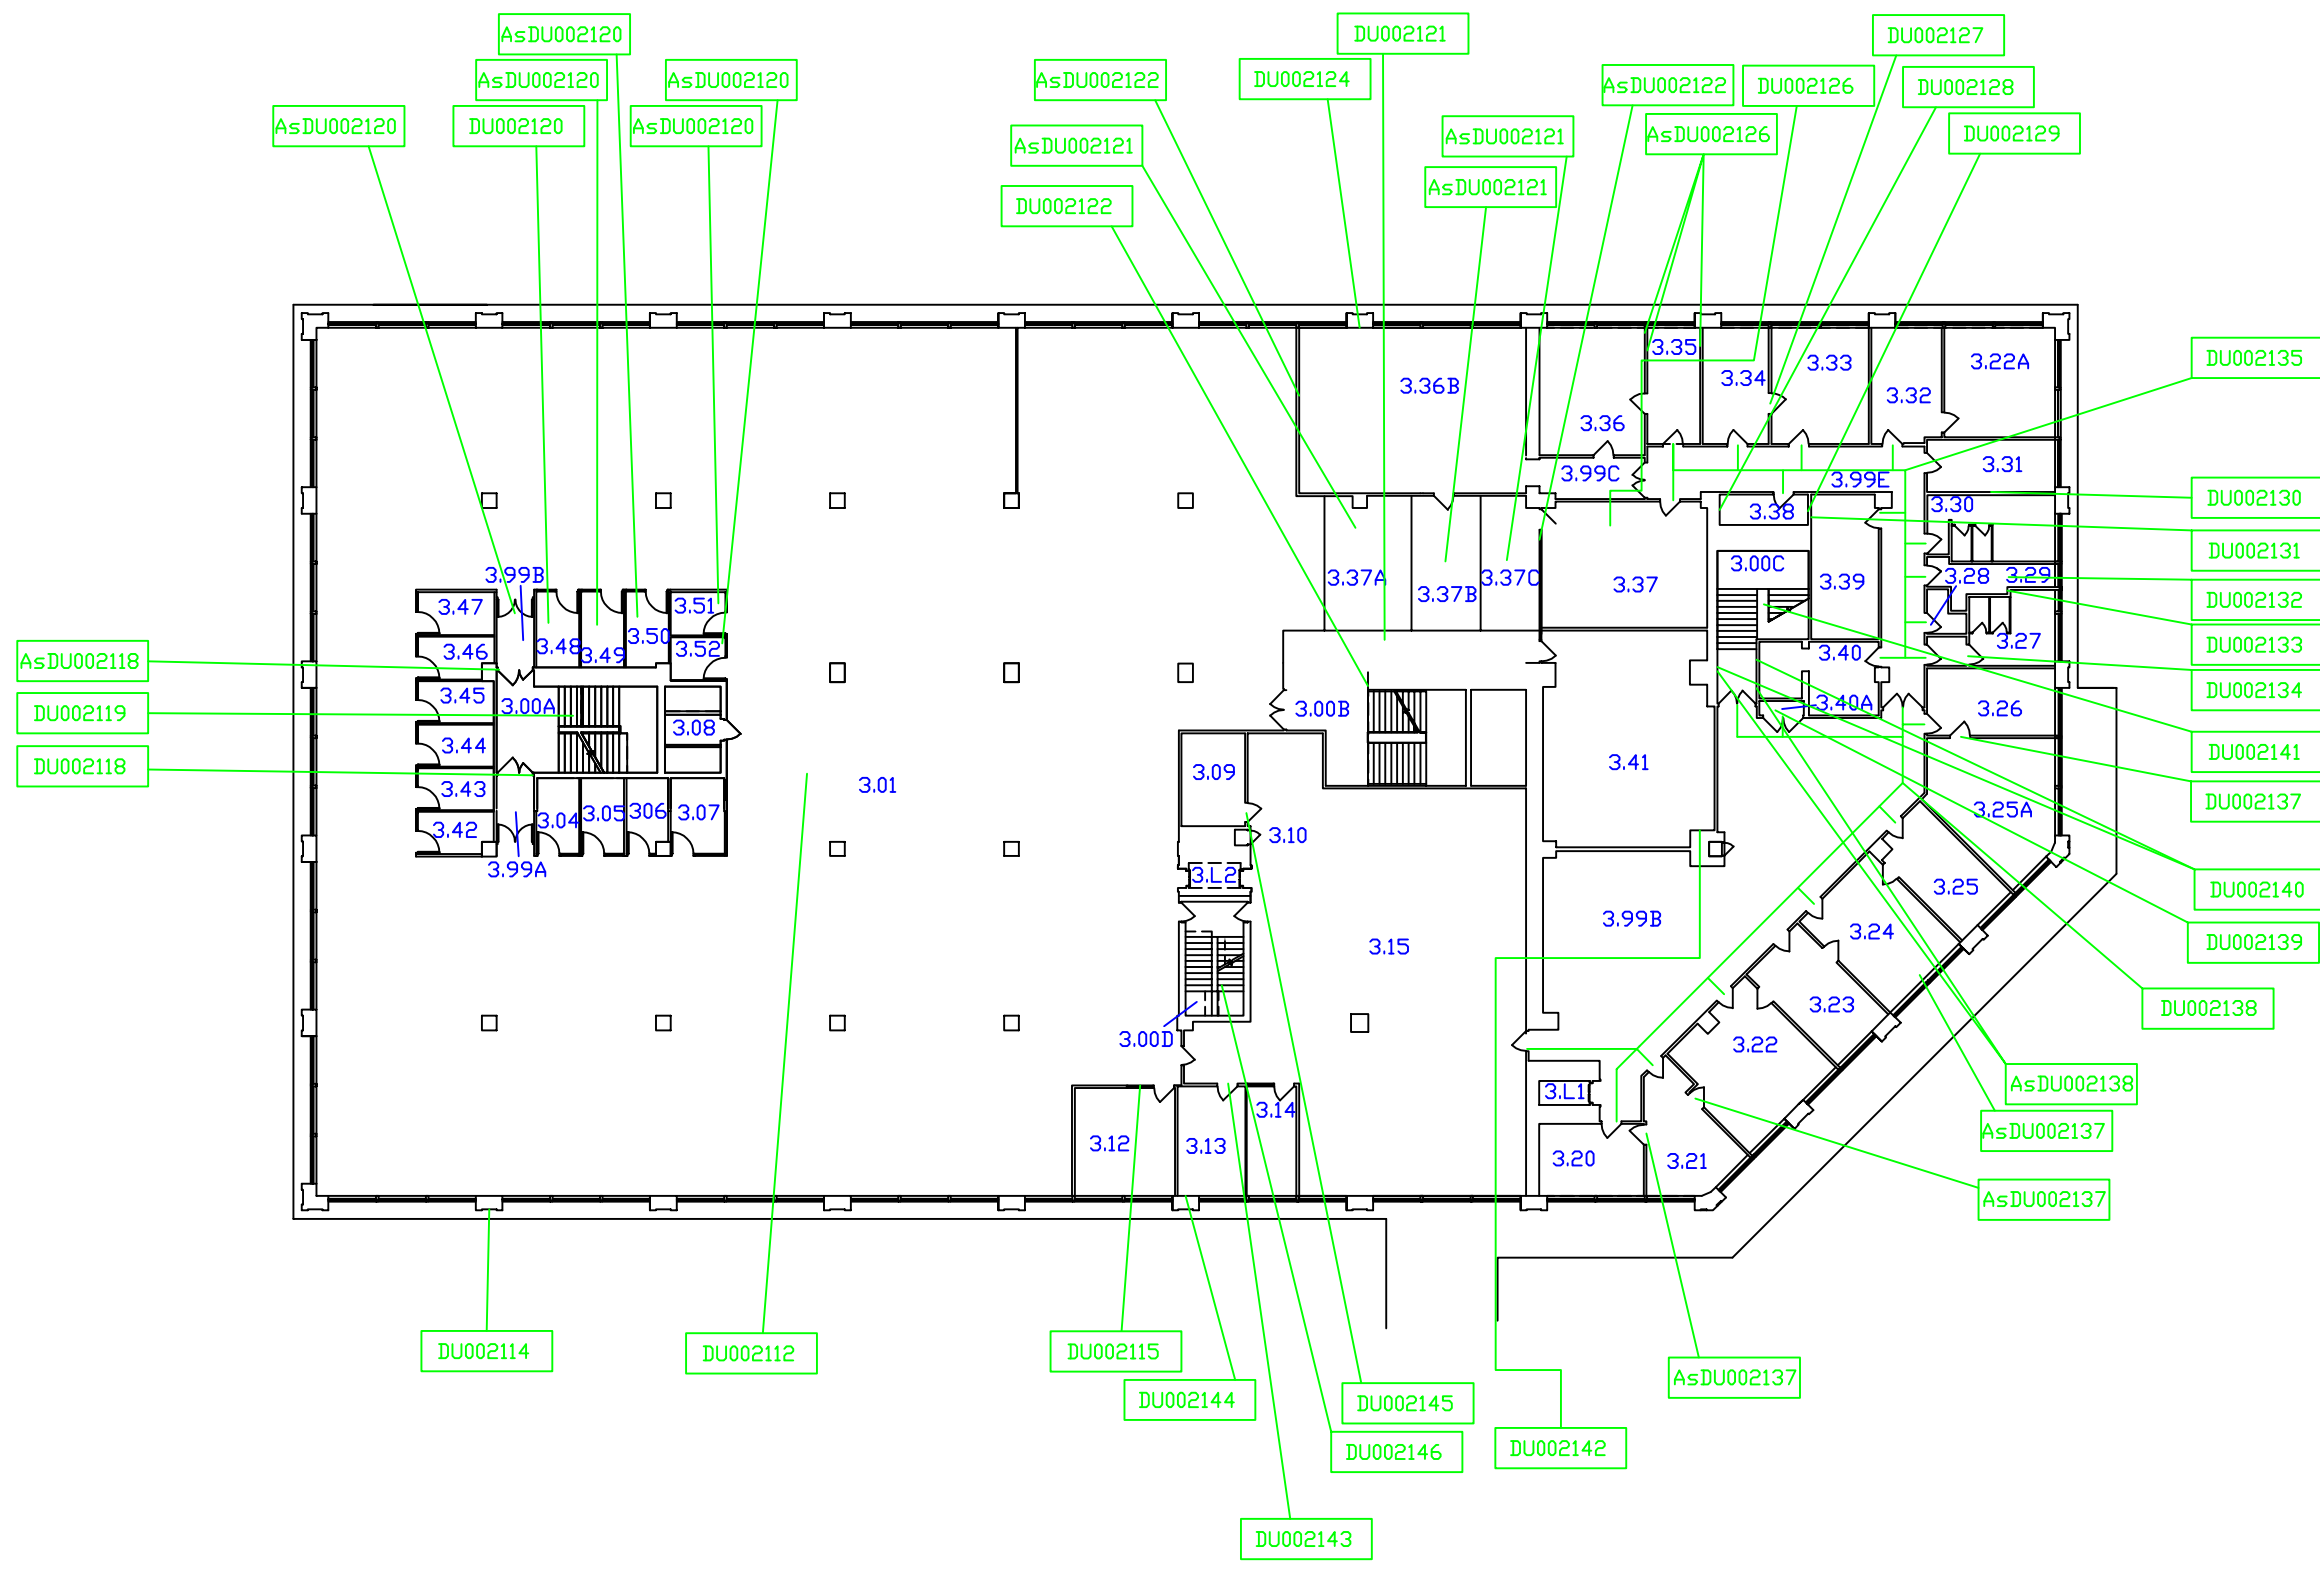 DU002121
DU002127
AsDU002120
AsDU002120
AsDU002120
AsDU002122
DU002124
AsDU002122
DU002126
DU002128
AsDU002120
DU002120
AsDU002120
AsDU002121
AsDU002121
AsDU002126
DU002129
AsDU002121
DU002122
3.35
DU002135
3.36B
3.34
3.33
3.32
3.22A
3.36
3.99C
3.99E
3.31
DU002130
3.30
3.38
DU002131
3.99B
3.37A
3.37B
3.37C
3.37
3.00C
3.39
3.28
3.29
DU002132
3.47
3.51
3.48
3.50
3.46
3.49
3.52
3.40
3.27
DU002133
AsDU002118
DU002134
3.45
3.00A
3.00B
3.40A
3.26
DU002119
3.08
3.44
DU002141
DU002118
3.09
3.41
3.43
3.01
DU002137
3.42
3.04
3.05
306
3.07
3.10
3.25A
3.99A
3.L2
3.25
DU002140
3.99B
3.24
3.15
DU002139
3.23
DU002138
3.00D
3.22
3.L1
AsDU002138
3.14
3.12
3.13
3.20
3.21
AsDU002137
AsDU002137
DU002114
DU002112
DU002115
AsDU002137
DU002144
DU002145
DU002146
DU002142
DU002143